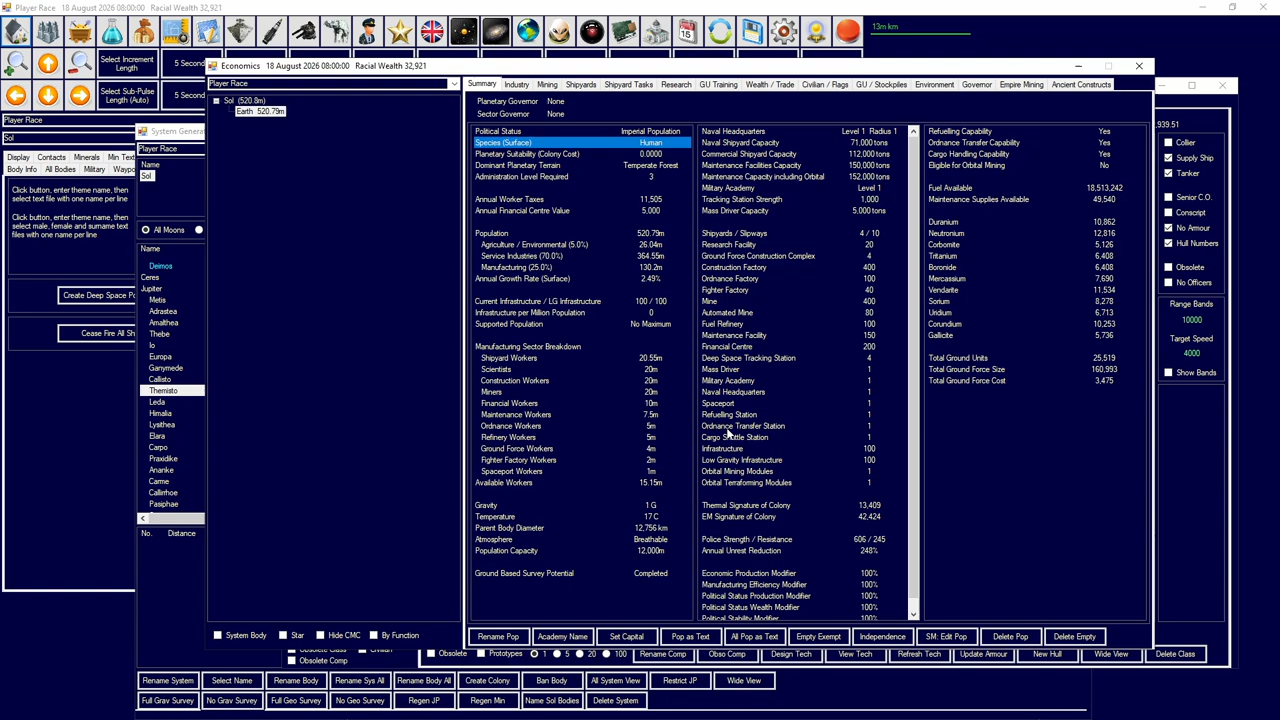 Player Race 18 August 2026 08:00:00 Racial Wealth 32,921
Select Increment Length
5 Second
13m km
Select Sub-Pulse Length (Auto)
5 Second
Player Race
Sol
Display Contacts Minerals Min Text
Body Info All Bodies Military Waypo
Click button, enter theme name, then select text file with one name per line
Click button, enter theme name, then select male, female and surname text files with one name per line
Create Deep Space Po
Cease Fire All Sh
System Genera
Player Race
Name
Sol
All Moons
Name
Deimos
Ceres
Jupiter
Metis
Adrastea
Amalthea
Thebe
Io
Europa
Ganymede
Callisto
Themisto
Leda
Himalia
Lysithea
Elara
Carpo
Praxidike
Ananke
Carme
Callirrhoe
Pasiphae
No. Distance
Economics 18 August 2026 08:00:00 Racial Wealth 32,921
Player Race
Sol (520.8m)
Earth 520.79m
System Body Star Hide CMC By Function
Summary Industry Mining Shipyards Shipyard Tasks Research GU Training Wealth / Trade Civilian / Flags GU / Stockpiles Environment Governor Empire Mining Ancient Constructs
Planetary Governor None
Sector Governor None
Political Status Imperial Population
Species (Surface) Human
Planetary Suitability (Colony Cost) 0.0000
Dominant Planetary Terrain Temperate Forest
Administration Level Required 3
Annual Worker Taxes 11,505
Annual Financial Centre Value 5,000
Population 520.79m
Agriculture / Environmental (5.0%) 26.04m
Service Industries (70.0%) 364.55m
Manufacturing (25.0%) 130.2m
Annual Growth Rate (Surface) 2.49%
Current Infrastructure / LG Infrastructure 100 / 100
Infrastructure per Million Population 0
Supported Population No Maximum
Manufacturing Sector Breakdown
Shipyard Workers 20.55m
Scientists 20m
Construction Workers 20m
Miners 20m
Financial Workers 10m
Maintenance Workers 7.5m
Ordnance Workers 5m
Refinery Workers 5m
Ground Force Workers 4m
Fighter Factory Workers 2m
Spaceport Workers 1m
Available Workers 15.15m
Gravity 1 G
Temperature 17 C
Parent Body Diameter 12,756 km
Atmosphere Breathable
Population Capacity 12,000m
Ground Based Survey Potential Completed
Naval Headquarters Level 1 Radius 1
Naval Shipyard Capacity 71,000 tons
Commercial Shipyard Capacity 112,000 tons
Maintenance Facilities Capacity 150,000 tons
Maintenance Capacity including Orbital 152,000 tons
Military Academy Level 1
Tracking Station Strength 1,000
Mass Driver Capacity 5,000 tons
Shipyards / Slipways 4 / 10
Research Facility 20
Ground Force Construction Complex 4
Construction Factory 400
Ordnance Factory 100
Fighter Factory 40
Mine 400
Automated Mine 80
Fuel Refinery 100
Maintenance Facility 150
Financial Centre 200
Deep Space Tracking Station 4
Mass Driver 1
Military Academy 1
Naval Headquarters 1
Spaceport 1
Refuelling Station 1
Ordnance Transfer Station 1
Cargo Shuttle Station 1
Infrastructure 100
Low Gravity Infrastructure 100
Orbital Mining Modules 1
Orbital Terraforming Modules 1
Thermal Signature of Colony 13,409
EM Signature of Colony 42,424
Police Strength / Resistance 606 / 245
Annual Unrest Reduction 248%
Economic Production Modifier 100%
Manufacturing Efficiency Modifier 100%
Political Status Production Modifier 100%
Political Status Wealth Modifier 100%
Political Stability Modifier 100%
Refuelling Capability Yes
Ordnance Transfer Capability Yes
Cargo Handling Capability Yes
Eligible for Orbital Mining No
Fuel Available 18,513,242
Maintenance Supplies Available 49,540
Duranium 10,862
Neutronium 12,816
Corbomite 5,126
Tritanium 6,408
Boronide 6,408
Mercassium 7,690
Vendarite 11,534
Sorium 8,278
Uridium 6,713
Corundium 10,253
Gallicite 5,736
Total Ground Units 25,519
Total Ground Force Size 160,993
Total Ground Force Cost 3,475
Rename Pop Academy Name Set Capital Pop as Text All Pop as Text Empty Exempt Independence SM: Edit Pop Delete Pop Delete Empty
,939.51
Collier
Supply Ship
Tanker
Senior C.O.
Conscript
No Armour
Hull Numbers
Obsolete
No Officers
Range Bands
10000
Target Speed
4000
Show Bands
Obsolete Comp
Obsolete Prototypes 1 5 20 100 Rename Comp Obso Comp Design Tech View Tech Refresh Tech Update Armour New Hull Wide View Delete Class
Rename System Select Name Rename Body Rename Sys All Rename Body All Create Colony Ban Body All System View Restrict JP Wide View
Full Grav Survey No Grav Survey Full Geo Survey No Geo Survey Regen JP Regen Min Name Sol Bodies Delete System